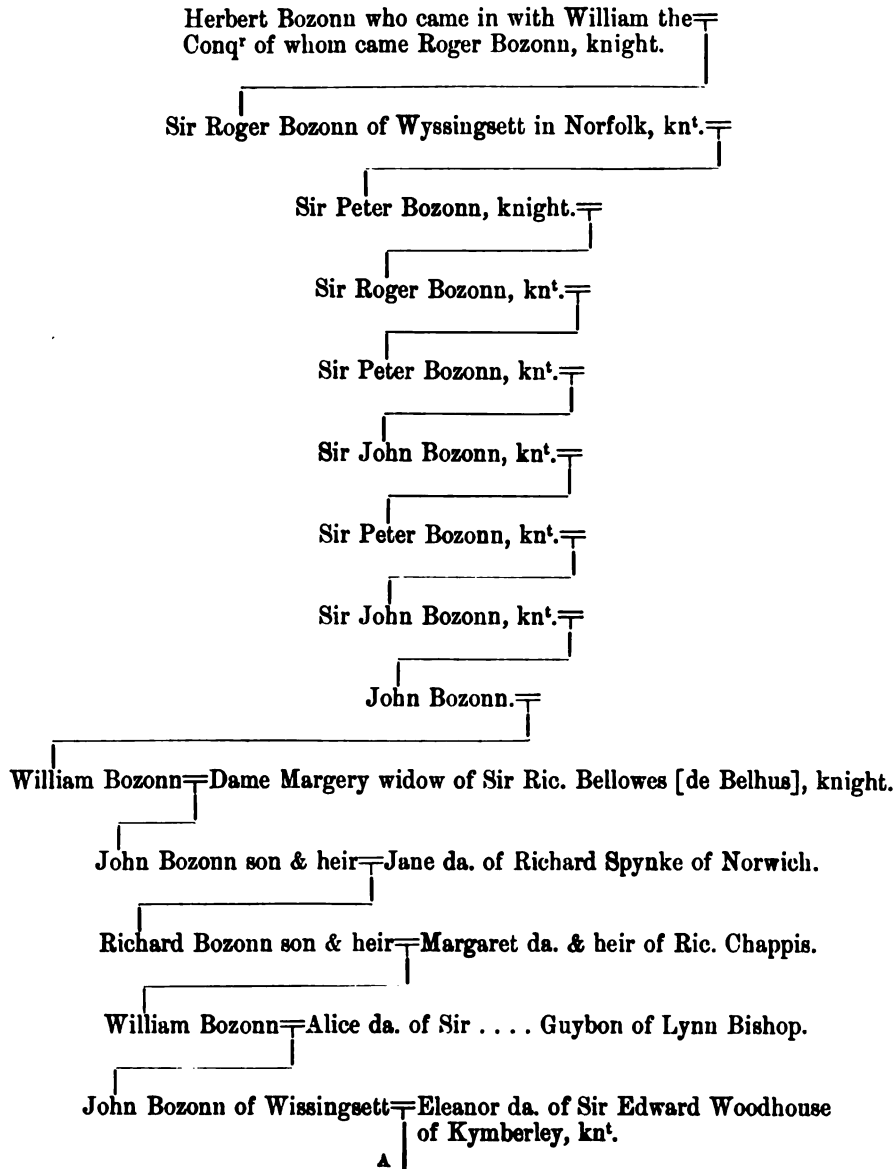 Herbert Bozonn who came in with William the
Conqʳ of whom came Roger Bozonn, knight.
Sir Roger Bozonn of Wyssingsett in Norfolk, knᵗ.
Sir Peter Bozonn, knight.
Sir Roger Bozonn, knᵗ.
Sir Peter Bozonn, knᵗ.
Sir John Bozonn, knᵗ.
Sir Peter Bozonn, knᵗ.
Sir John Bozonn, knᵗ.
John Bozonn.
William Bozonn Dame Margery widow of Sir Ric. Bellowes [de Belhus], knight.
John Bozonn son & heir Jane da. of Richard Spynke of Norwich.
Richard Bozonn son & heir Margaret da. & heir of Ric. Chappis.
William Bozonn Alice da. of Sir .... Guybon of Lynn Bishop.
John Bozonn of Wissingsett Eleanor da. of Sir Edward Woodhouse
of Kymberley, knᵗ.
A